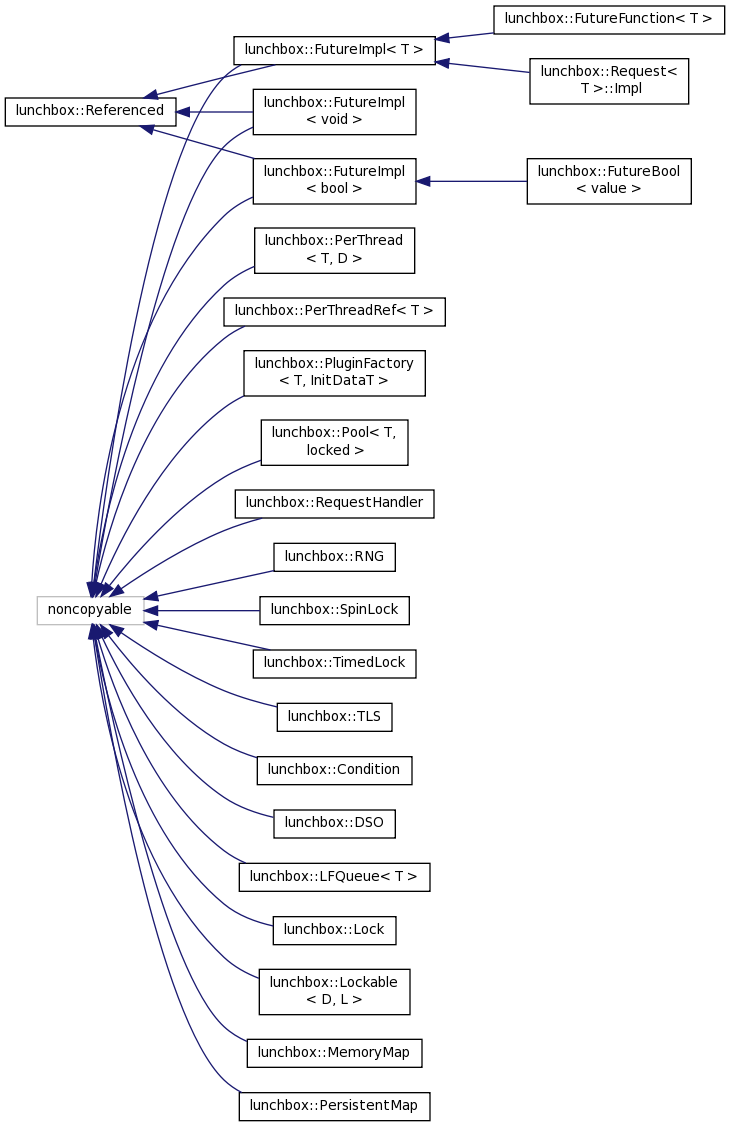 lunchbox::FutureFunction< T >
lunchbox::FutureImpl< T >
lunchbox::Request<
T >::Impl
lunchbox::Referenced
lunchbox::FutureImpl
< void >
lunchbox::FutureImpl
< bool >
lunchbox::FutureBool
< value >
lunchbox::PerThread
< T, D >
lunchbox::PerThreadRef< T >
lunchbox::PluginFactory
< T, InitDataT >
lunchbox::Pool< T,
locked >
lunchbox::RequestHandler
lunchbox::RNG
noncopyable
lunchbox::SpinLock
lunchbox::TimedLock
lunchbox::TLS
lunchbox::Condition
lunchbox::DSO
lunchbox::LFQueue< T >
lunchbox::Lock
lunchbox::Lockable
< D, L >
lunchbox::MemoryMap
lunchbox::PersistentMap